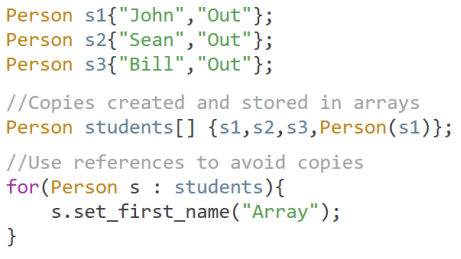 Person s1{"John","Out"};
Person s2{"Sean","Out"};
Person s3{"Bill","Out"};
//Copies created and stored in arrays
Person students[] {s1,s2,s3,Person(s1)};
//Use references to avoid copies
for(Person s : students){
    s.set_first_name("Array");
}